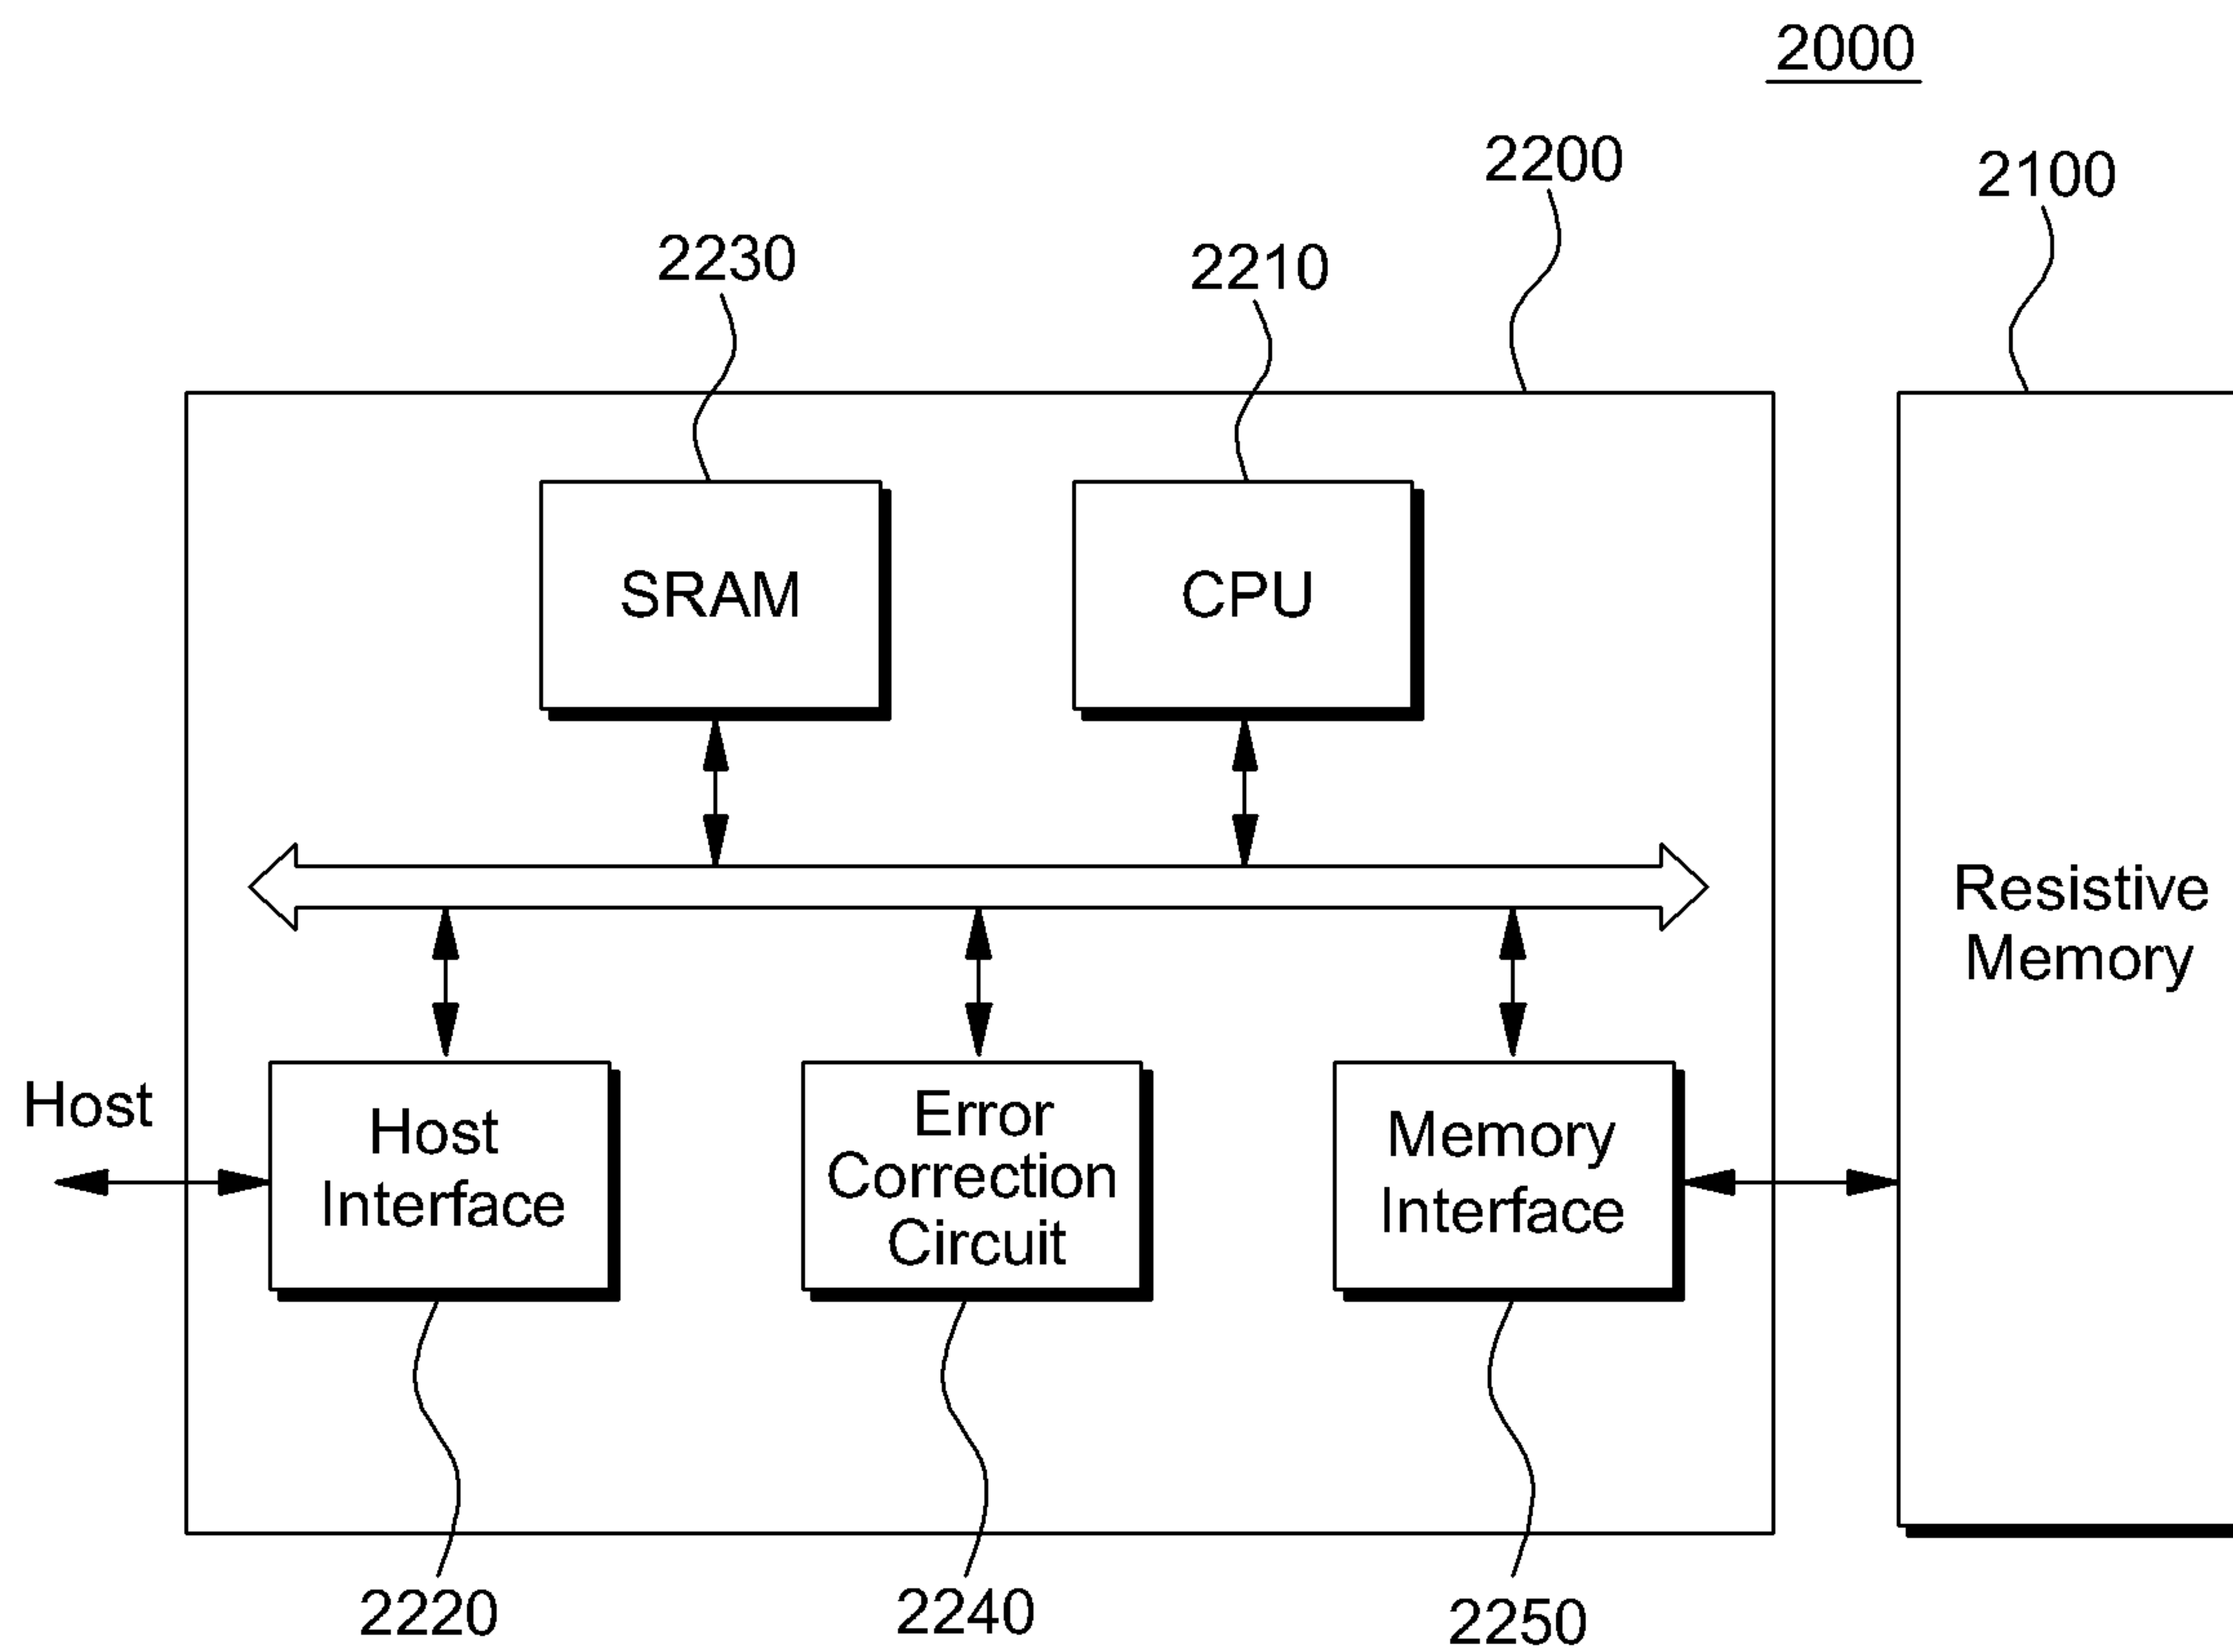 2000
2200
2100
2230
2210
SRAM
CPU
Resistive
Memory
Host
Host
Interface
Error
Correction
Circuit
Memory
Interface
2220
2240
2250